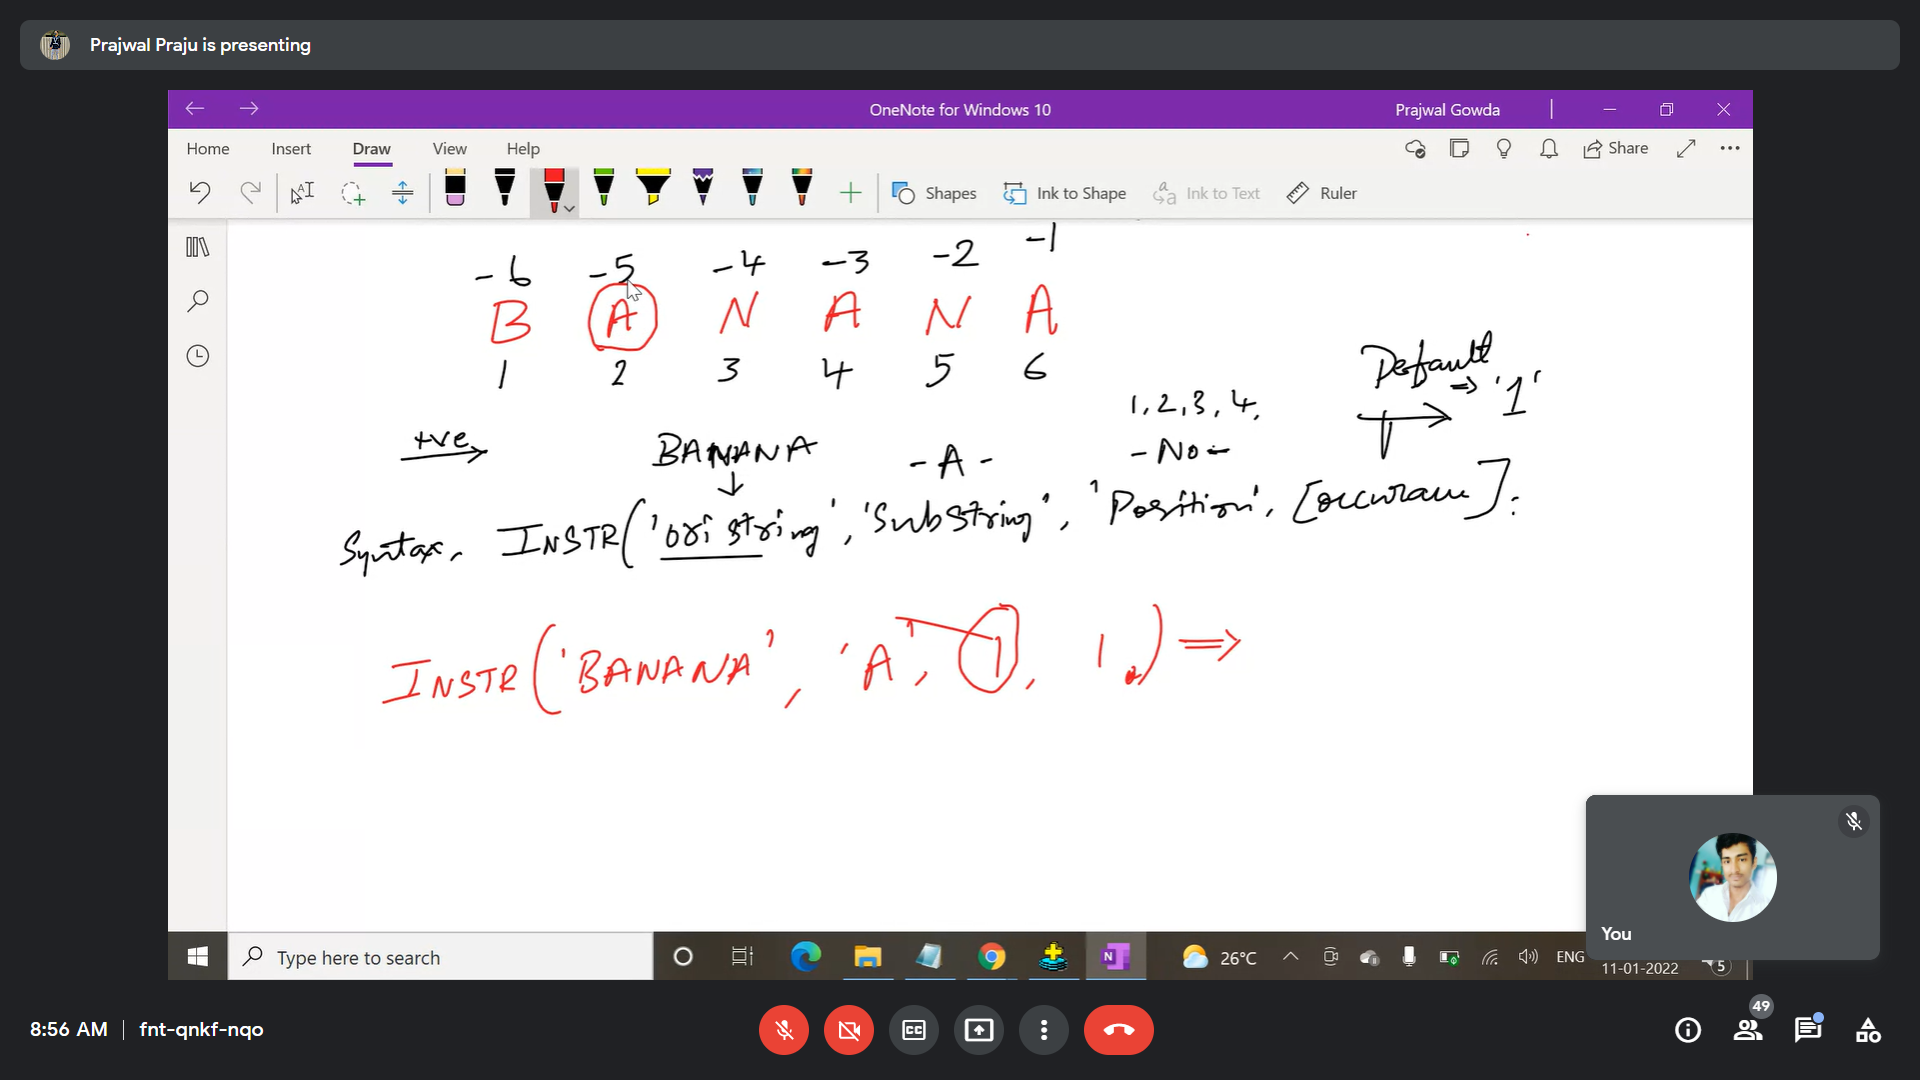 Prajwal Praju is presenting
OneNote for Windows 10
Prajwal Gowda
Home Insert Draw View Help
Share
Shapes Ink to Shape Ink to Text Ruler
-6 -5 -4 -3 -2 -1
B A N A N A
1 2 3 4 5 6
Default
=> '1'
1, 2, 3, 4,
+ve
BANANA
-A-
-No-
Syntax, INSTR('ori string', 'Substring', 'Position', [occurance]:
INSTR('BANANA', 'A', 1, 1,) =>
You
Type here to search
N
26°C
ENG
11-01-2022
5
8:56 AM | fnt-qnkf-nqo
CC
49